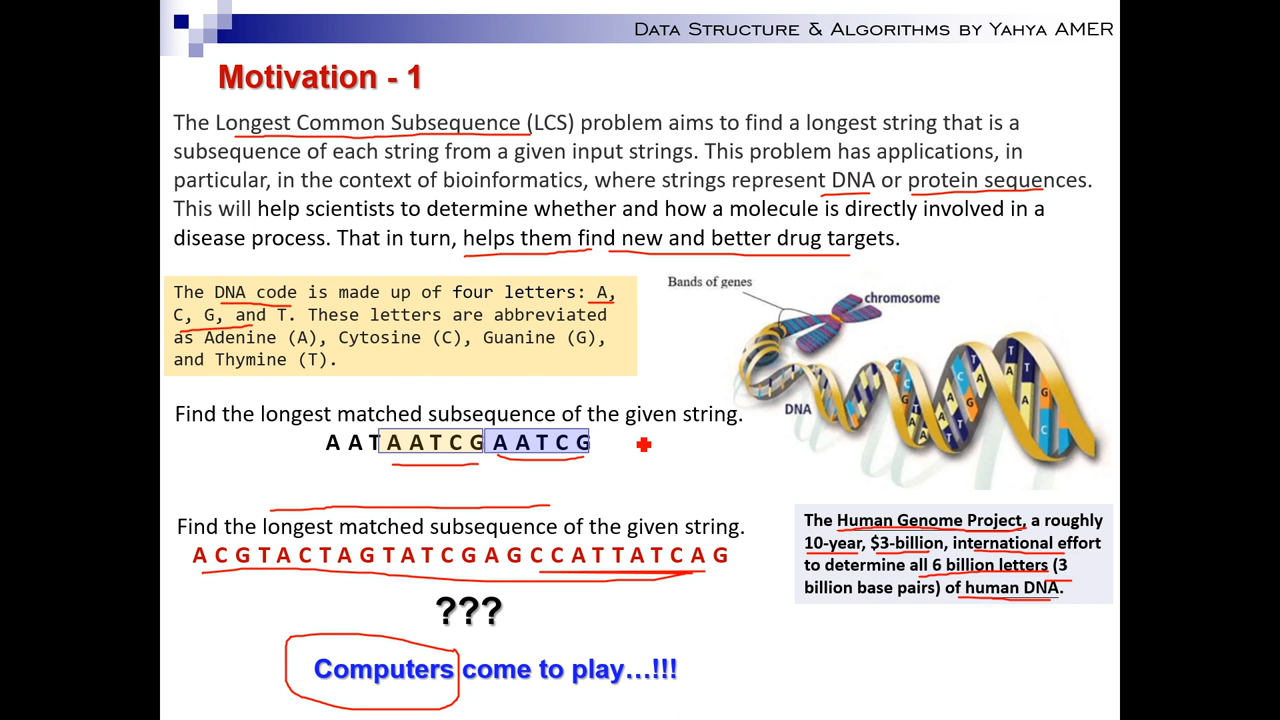 Data Structure & Algorithms by Yahya AMER
Motivation - 1
The Longest Common Subsequence (LCS) problem aims to find a longest string that is a
subsequence of each string from a given input strings. This problem has applications, in
particular, in the context of bioinformatics, where strings represent DNA or protein sequences.
This will help scientists to determine whether and how a molecule is directly involved in a
disease process. That in turn, helps them find new and better drug targets.
The DNA code is made up of four letters: A,
C, G, and T. These letters are abbreviated
as Adenine (A), Cytosine (C), Guanine (G),
and Thymine (T).
Bands of genes
chromosome
DNA
Find the longest matched subsequence of the given string.
A A T A A T C G A A T C G
Find the longest matched subsequence of the given string.
A C G T A C T A G T A T C G A G C C A T T A T C A G
The Human Genome Project, a roughly
10-year, $3-billion, international effort
to determine all 6 billion letters (3
billion base pairs) of human DNA.
???
Computers come to play...!!!